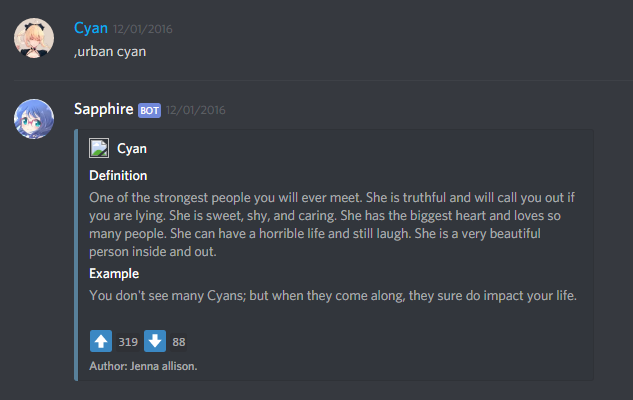 Cyan 12/01/2016
,urban cyan
Sapphire BOT 12/01/2016
Cyan
Definition
One of the strongest people you will ever meet. She is truthful and will call you out if
you are lying. She is sweet, shy, and caring. She has the biggest heart and loves so
many people. She can have a horrible life and still laugh. She is a very beautiful
person inside and out.
Example
You don't see many Cyans; but when they come along, they sure do impact your life.
319 88
Author: Jenna allison.